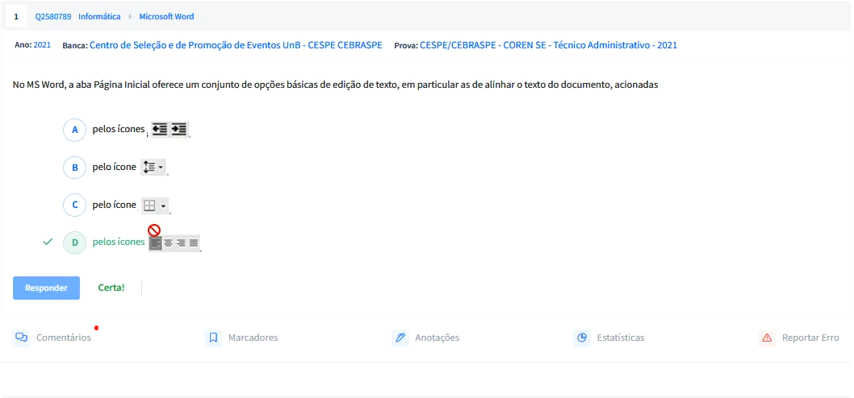 1 Q2580789 Informática › Microsoft Word
Ano: 2021 Banca: Centro de Seleção e de Promoção de Eventos UnB - CESPE CEBRASPE Prova: CESPE/CEBRASPE - COREN SE - Técnico Administrativo - 2021
No MS Word, a aba Página Inicial oferece um conjunto de opções básicas de edição de texto, em particular as de alinhar o texto do documento, acionadas
A pelos ícones .
B pelo ícone .
C pelo ícone .
D pelos ícones .
Responder Certa!
Comentários Marcadores Anotações Estatísticas Reportar Erro